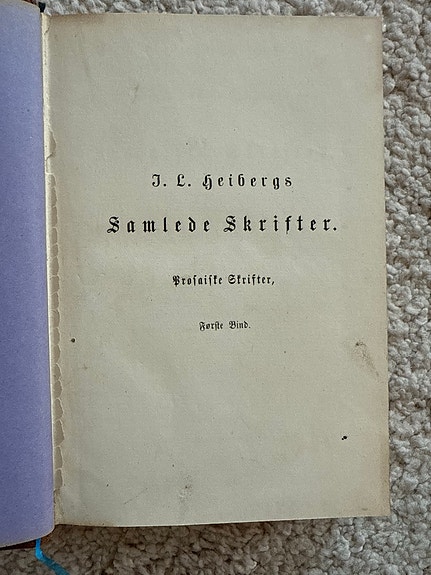 J. L. Heibergs
Samlede Skrifter.
Prosaiske Skrifter,
Første Bind.